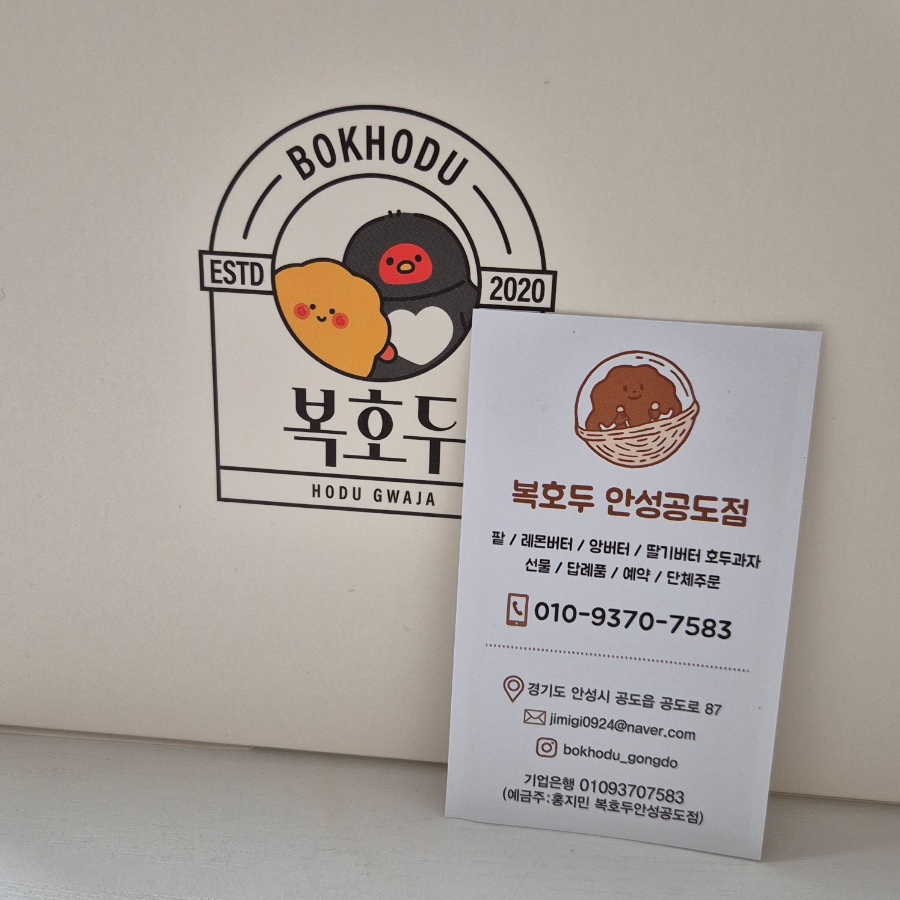 BOKHODU
ESTD
2020
복호두
HODU GWAJA
복호두 안성공도점
팥 / 레몬버터 / 앙버터 / 딸기버터 호두과자
선물 / 답례품 / 예약 / 단체주문
010-9370-7583
경기도 안성시 공도읍 공도로 87
jimigi0924@naver.com
bokhodu_gongdo
기업은행 01093707583
(예금주:홍지민 복호두안성공도점)